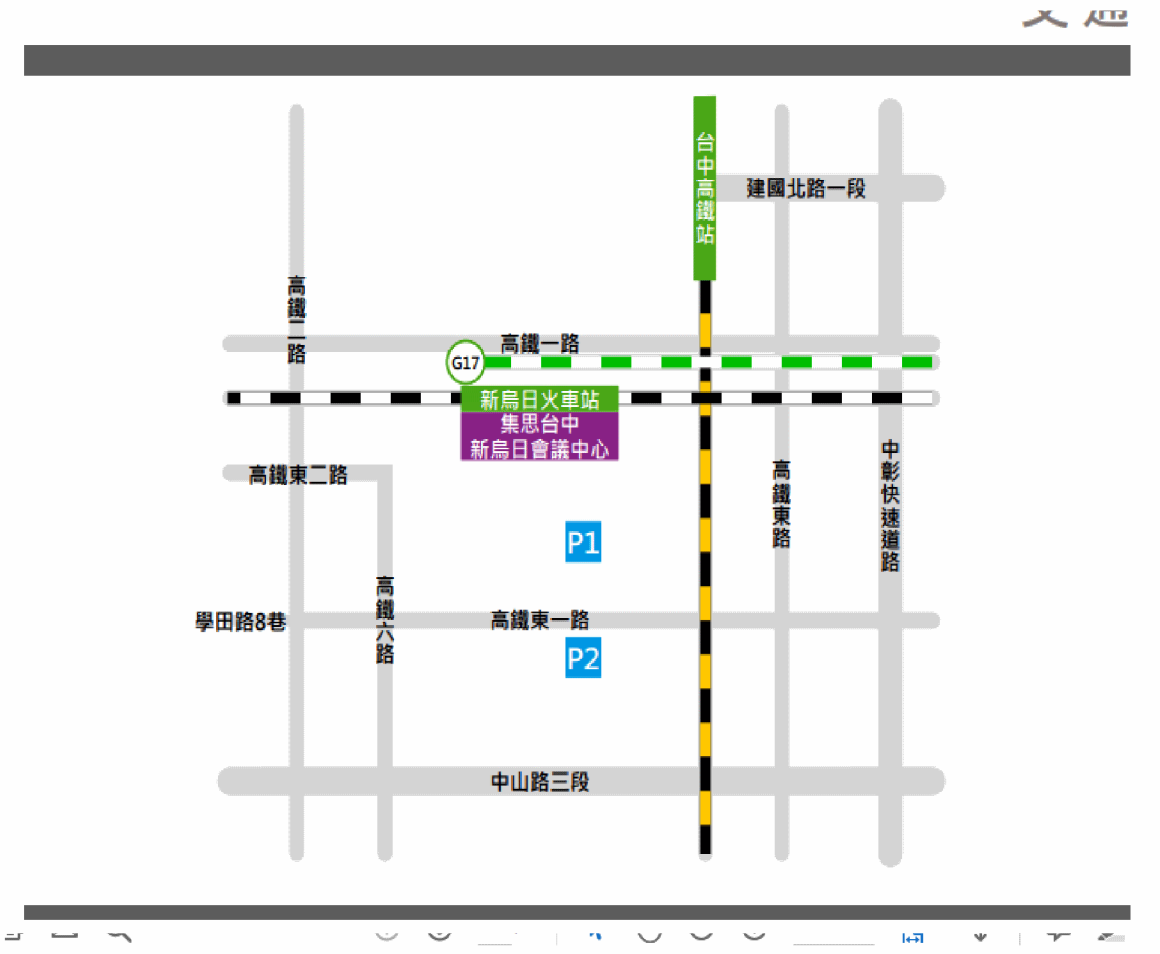 交通
台中高鐵站
建國北路一段
高鐵二路
高鐵一路
G17
新烏日火車站
集思台中
新烏日會議中心
中彰快速道路
高鐵東路
高鐵東二路
P1
高鐵六路
學田路8巷
高鐵東一路
P2
中山路三段